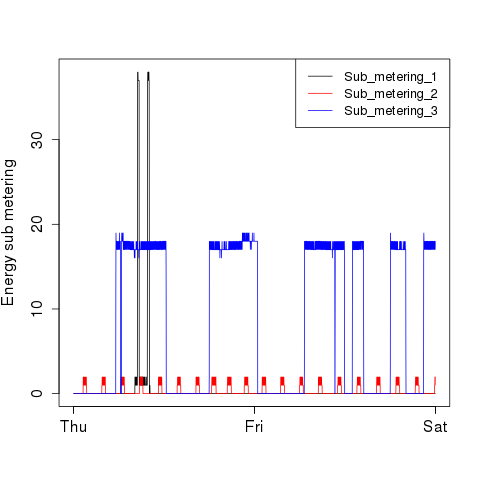 Sub_metering_1
Sub_metering_2
Sub_metering_3
Energy sub metering
30
20
10
0
Thu Fri Sat